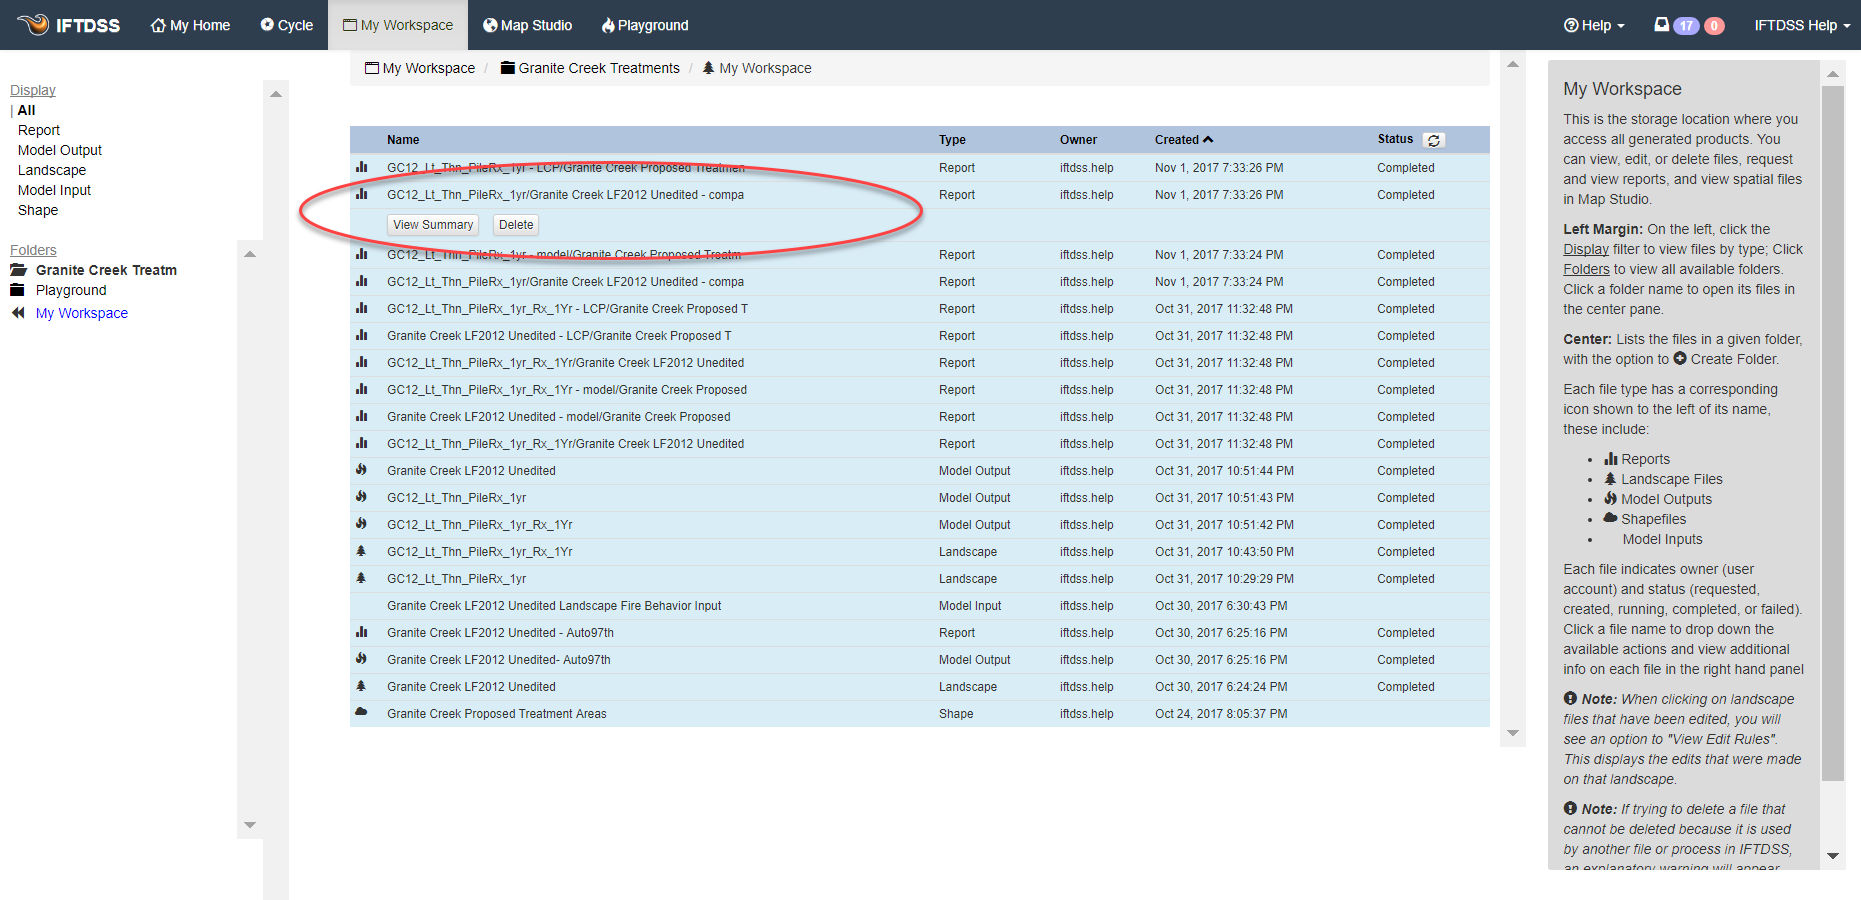 IFTDSS My Home Cycle My Workspace Map Studio Playground Help 17 0 IFTDSS Help
Display
All
Report
Model Output
Landscape
Model Input
Shape
Folders
Granite Creek Treatm
Playground
My Workspace
My Workspace / Granite Creek Treatments / My Workspace
Name Type Owner Created Status
GC12_Lt_Thn_PileRx_1yr - LCP/Granite Creek Proposed Treatmen Report iftdss.help Nov 1, 2017 7:33:26 PM Completed
GC12_Lt_Thn_PileRx_1yr/Granite Creek LF2012 Unedited - compa Report iftdss.help Nov 1, 2017 7:33:26 PM Completed
View Summary Delete
GC12_Lt_Thn_PileRx_1yr - model/Granite Creek Proposed Treatm Report iftdss.help Nov 1, 2017 7:33:24 PM Completed
GC12_Lt_Thn_PileRx_1yr/Granite Creek LF2012 Unedited - compa Report iftdss.help Nov 1, 2017 7:33:24 PM Completed
GC12_Lt_Thn_PileRx_1yr_Rx_1Yr - LCP/Granite Creek Proposed T Report iftdss.help Oct 31, 2017 11:32:48 PM Completed
Granite Creek LF2012 Unedited - LCP/Granite Creek Proposed T Report iftdss.help Oct 31, 2017 11:32:48 PM Completed
GC12_Lt_Thn_PileRx_1yr_Rx_1Yr/Granite Creek LF2012 Unedited Report iftdss.help Oct 31, 2017 11:32:48 PM Completed
GC12_Lt_Thn_PileRx_1yr_Rx_1Yr - model/Granite Creek Proposed Report iftdss.help Oct 31, 2017 11:32:48 PM Completed
Granite Creek LF2012 Unedited - model/Granite Creek Proposed Report iftdss.help Oct 31, 2017 11:32:48 PM Completed
GC12_Lt_Thn_PileRx_1yr_Rx_1Yr/Granite Creek LF2012 Unedited Report iftdss.help Oct 31, 2017 11:32:48 PM Completed
Granite Creek LF2012 Unedited Model Output iftdss.help Oct 31, 2017 10:51:44 PM Completed
GC12_Lt_Thn_PileRx_1yr Model Output iftdss.help Oct 31, 2017 10:51:43 PM Completed
GC12_Lt_Thn_PileRx_1yr_Rx_1Yr Model Output iftdss.help Oct 31, 2017 10:51:42 PM Completed
GC12_Lt_Thn_PileRx_1yr_Rx_1Yr Landscape iftdss.help Oct 31, 2017 10:43:50 PM Completed
GC12_Lt_Thn_PileRx_1yr Landscape iftdss.help Oct 31, 2017 10:29:29 PM Completed
Granite Creek LF2012 Unedited Landscape Fire Behavior Input Model Input iftdss.help Oct 30, 2017 6:30:43 PM
Granite Creek LF2012 Unedited - Auto97th Report iftdss.help Oct 30, 2017 6:25:16 PM Completed
Granite Creek LF2012 Unedited- Auto97th Model Output iftdss.help Oct 30, 2017 6:25:16 PM Completed
Granite Creek LF2012 Unedited Landscape iftdss.help Oct 30, 2017 6:24:24 PM Completed
Granite Creek Proposed Treatment Areas Shape iftdss.help Oct 24, 2017 8:05:37 PM
My Workspace
This is the storage location where you
access all generated products. You
can view, edit, or delete files, request
and view reports, and view spatial files
in Map Studio.
Left Margin: On the left, click the
Display filter to view files by type; Click
Folders to view all available folders.
Click a folder name to open its files in
the center pane.
Center: Lists the files in a given folder,
with the option to Create Folder.
Each file type has a corresponding
icon shown to the left of its name,
these include:
• Reports
• Landscape Files
• Model Outputs
• Shapefiles
• Model Inputs
Each file indicates owner (user
account) and status (requested,
created, running, completed, or failed).
Click a file name to drop down the
available actions and view additional
info on each file in the right hand panel
Note: When clicking on landscape
files that have been edited, you will
see an option to "View Edit Rules".
This displays the edits that were made
on that landscape.
Note: If trying to delete a file that
cannot be deleted because it is used
by another file or process in IFTDSS,
an explanatory warning will appear